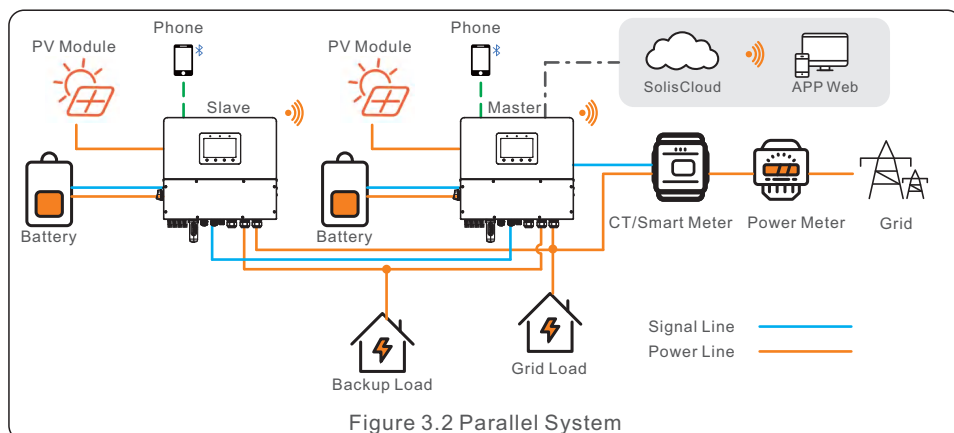 Phone
Phone
PV Module
PV Module
Slave
Master
SolisCloud
APP Web
Battery
Battery
CT/Smart Meter
Power Meter
Grid
Signal Line
Power Line
Backup Load
Grid Load
Figure 3.2 Parallel System